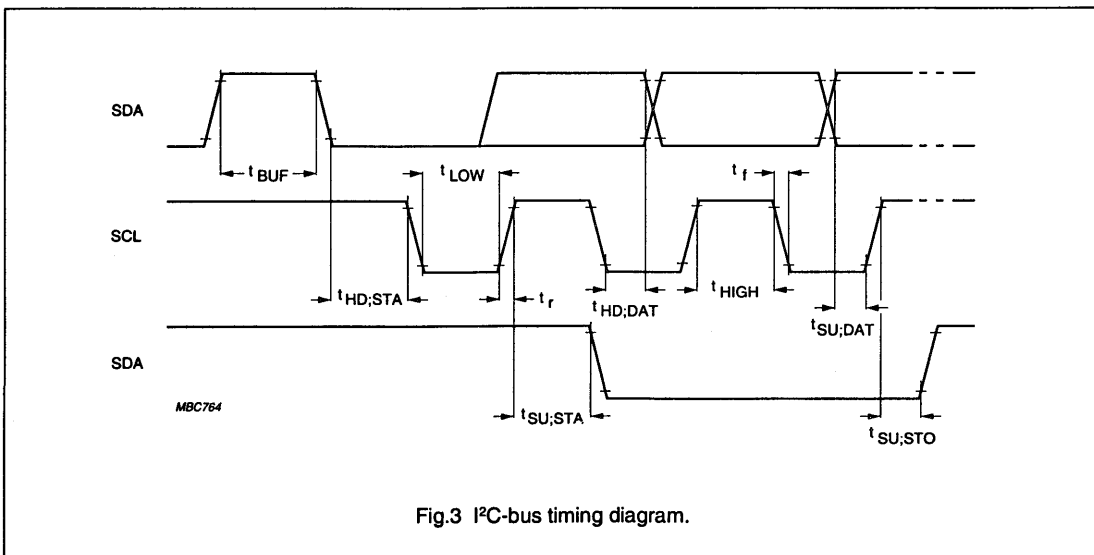 SDA
t BUF
t LOW
t f
SCL
t HD;STA
t r
t HD;DAT
t HIGH
t SU;DAT
SDA
MBC764
t SU;STA
t SU;STO
Fig.3 I²C-bus timing diagram.